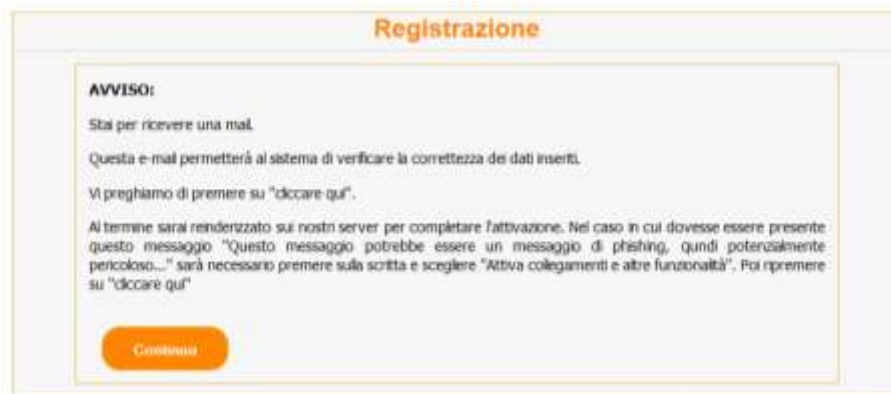 Registrazione
AVVISO:
Stai per ricevere una mail.
Questa e-mail permetterà al sistema di verificare la correttezza dei dati inseriti.
Vi preghiamo di premere su "cliccare qui".
Al termine sarai reinderizzato sui nostri server per completare l'attivazione. Nel caso in cui dovesse essere presente
questo messaggio "Questo messaggio potrebbe essere un messaggio di phishing, qundi potenzialmente
pericoloso...." sarà necessario premere sulla scritta e scegliere "Attiva collegamenti e altre funzionalità". Poi ripremere
su "cliccare qui"
Continua